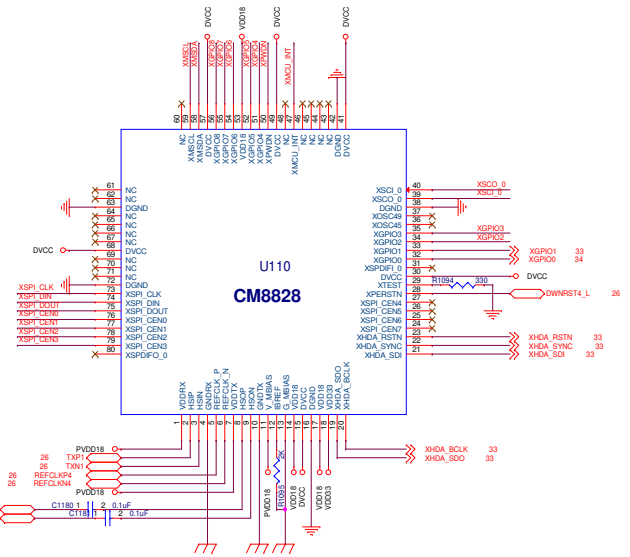 DVCC
VDD18
DVCC
DVCC
XMSCL
XMSDA
XGPIO8
XGPIO7
XGPIO6
XGPIO5
XGPIO4
XPWDN
XMCU_INT
60 59 58 57 56 55 54 53 52 51 50 49 48 47 46 45 44 43 42 41
NC XMSCL XMSDA DVCC XGPIO8 XGPIO7 XGPIO6 VDD18 XGPIO5 XGPIO4 XPWDN DVCC NC XMCU_INT NC NC NC NC DGND DVCC
61 NC
62 NC
63 DGND
64 NC
65 NC
66 NC
67 NC
DVCC 68 DVCC
69 NC
70 NC
71 NC
72 DGND
XSPI_CLK 73 XSPI_CLK
XSPI_DIN 74 XSPI_DIN
XSPI_DOUT 75 XSPI_DOUT
XSPI_CEN0 76 XSPI_CEN0
XSPI_CEN1 77 XSPI_CEN1
XSPI_CEN2 78 XSPI_CEN2
XSPI_CEN3 79 XSPI_CEN3
80 XSPDIFO_0
U110
CM8828
XSCI_0 40 XSCO_0
XSCO_0 39 XSCI_0
DGND 38
XOSC49 37
XOSC45 36
XGPIO3 35 XGPIO3
XGPIO2 34 XGPIO2
XGPIO1 33 XGPIO1 33
XGPIO0 32 XGPIO0 34
XSPDIFI_0 31
DVCC 30 DVCC
XTEST 29 R1094 330
XPERSTN 28 DWNRST4_L 26
XSPI_CEN4 27
XSPI_CEN5 26
XSPI_CEN6 25
XSPI_CEN7 24
XHDA_RSTN 23 XHDA_RSTN 33
XHDA_SYNC 22 XHDA_SYNC 33
XHDA_SDI 21 XHDA_SDI 33
VDDRX HSIP HSIN GNDRX REFCLK_P REFCLK_N VDDTX HSOP HSON GNDTX V_MBIAS IBREF G_MBIAS VDD18 DVCC DGND VDD18 VDD33 XHDA_SDO XHDA_BCLK
1 2 3 4 5 6 7 8 9 10 11 12 13 14 15 16 17 18 19 20
PVDD18
26 TXP1
26 TXN1
26 REFCLKP4
26 REFCLKN4
PVDD18
C1180 1 2 0.1uF
C1181 1 2 0.1uF
PVDD18
2K
R1095
VDD18
DVCC
VDD18
VDD33
XHDA_BCLK 33
XHDA_SDO 33